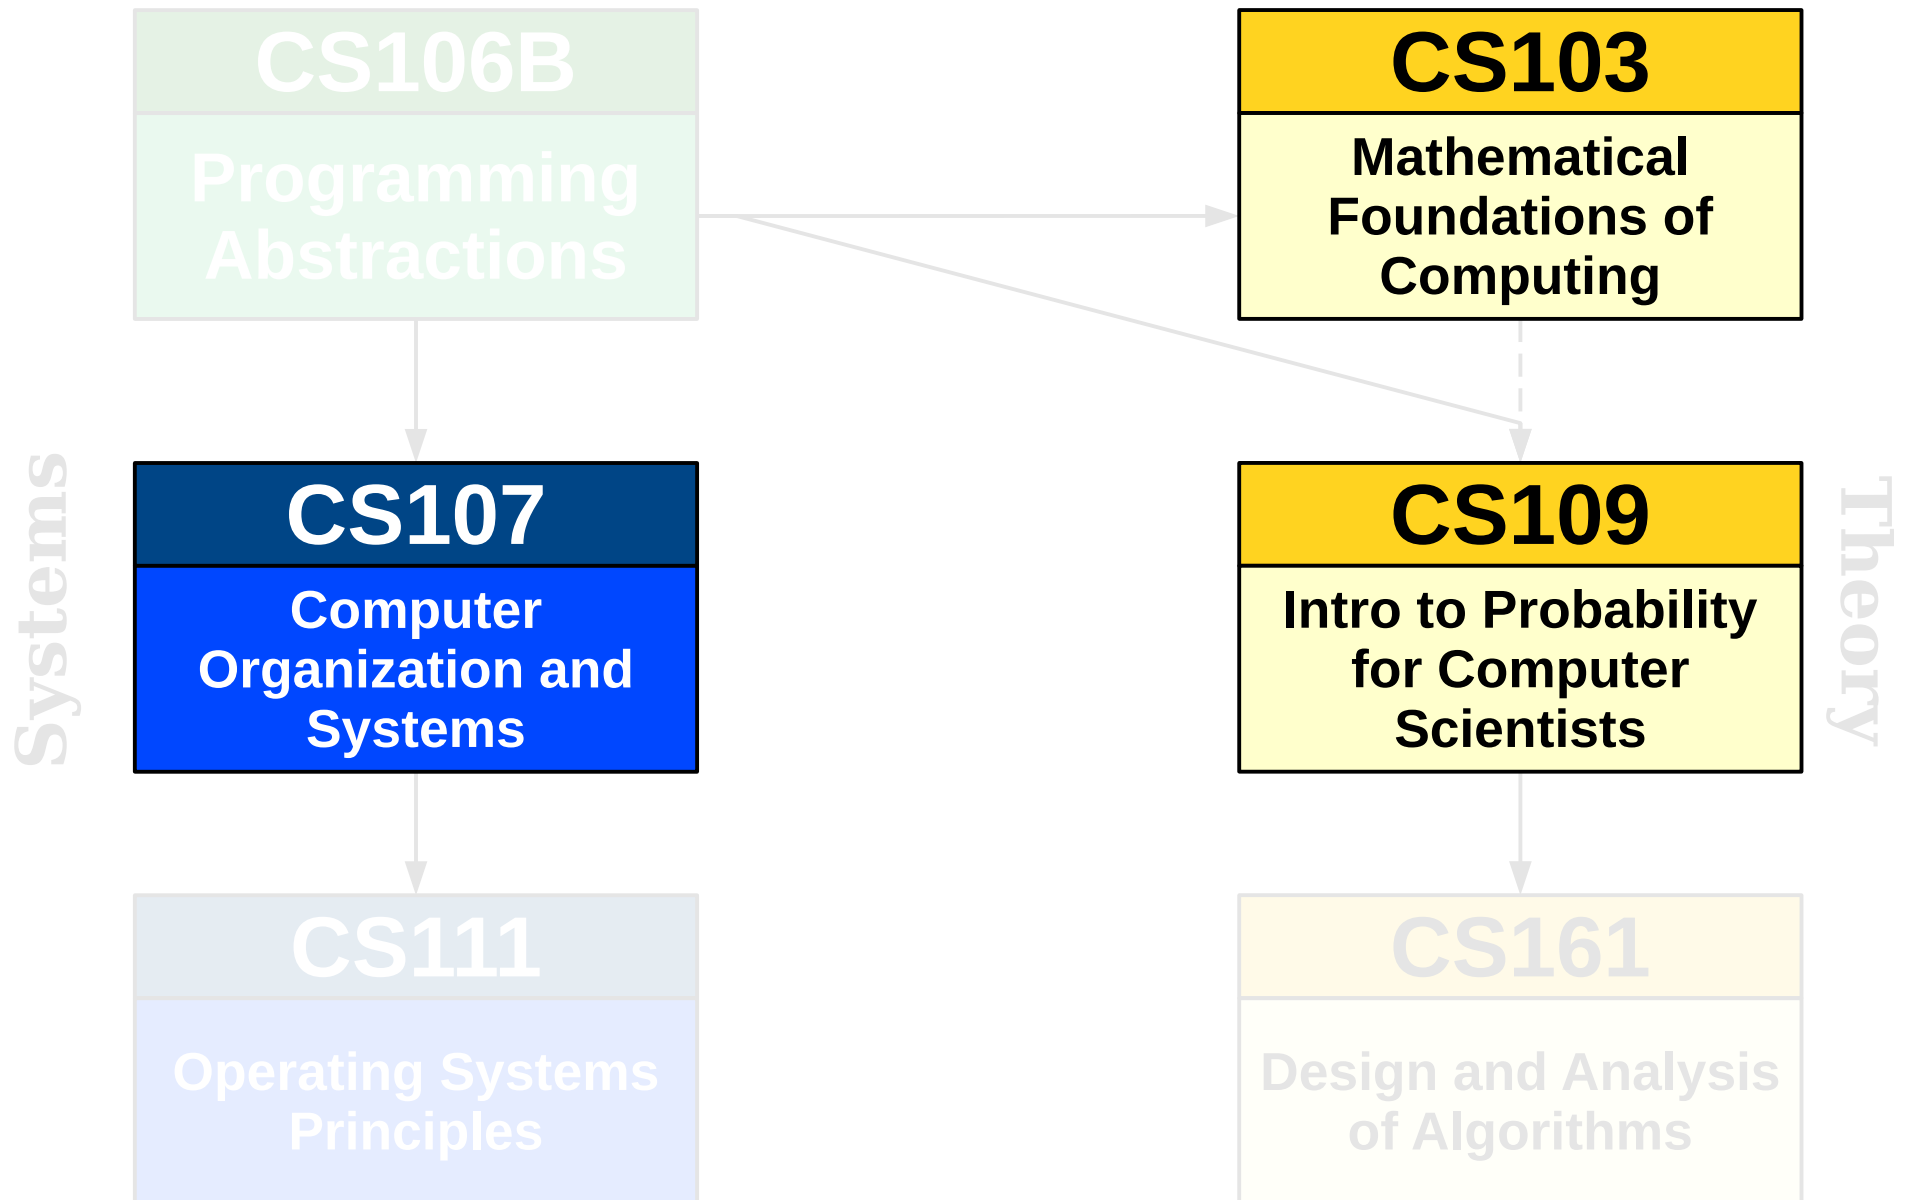 CS106B
Programming
Abstractions
CS103
Mathematical
Foundations of
Computing
Systems
CS107
Computer
Organization and
Systems
CS109
Intro to Probability
for Computer
Scientists
Theory
CS111
Operating Systems
Principles
CS161
Design and Analysis
of Algorithms